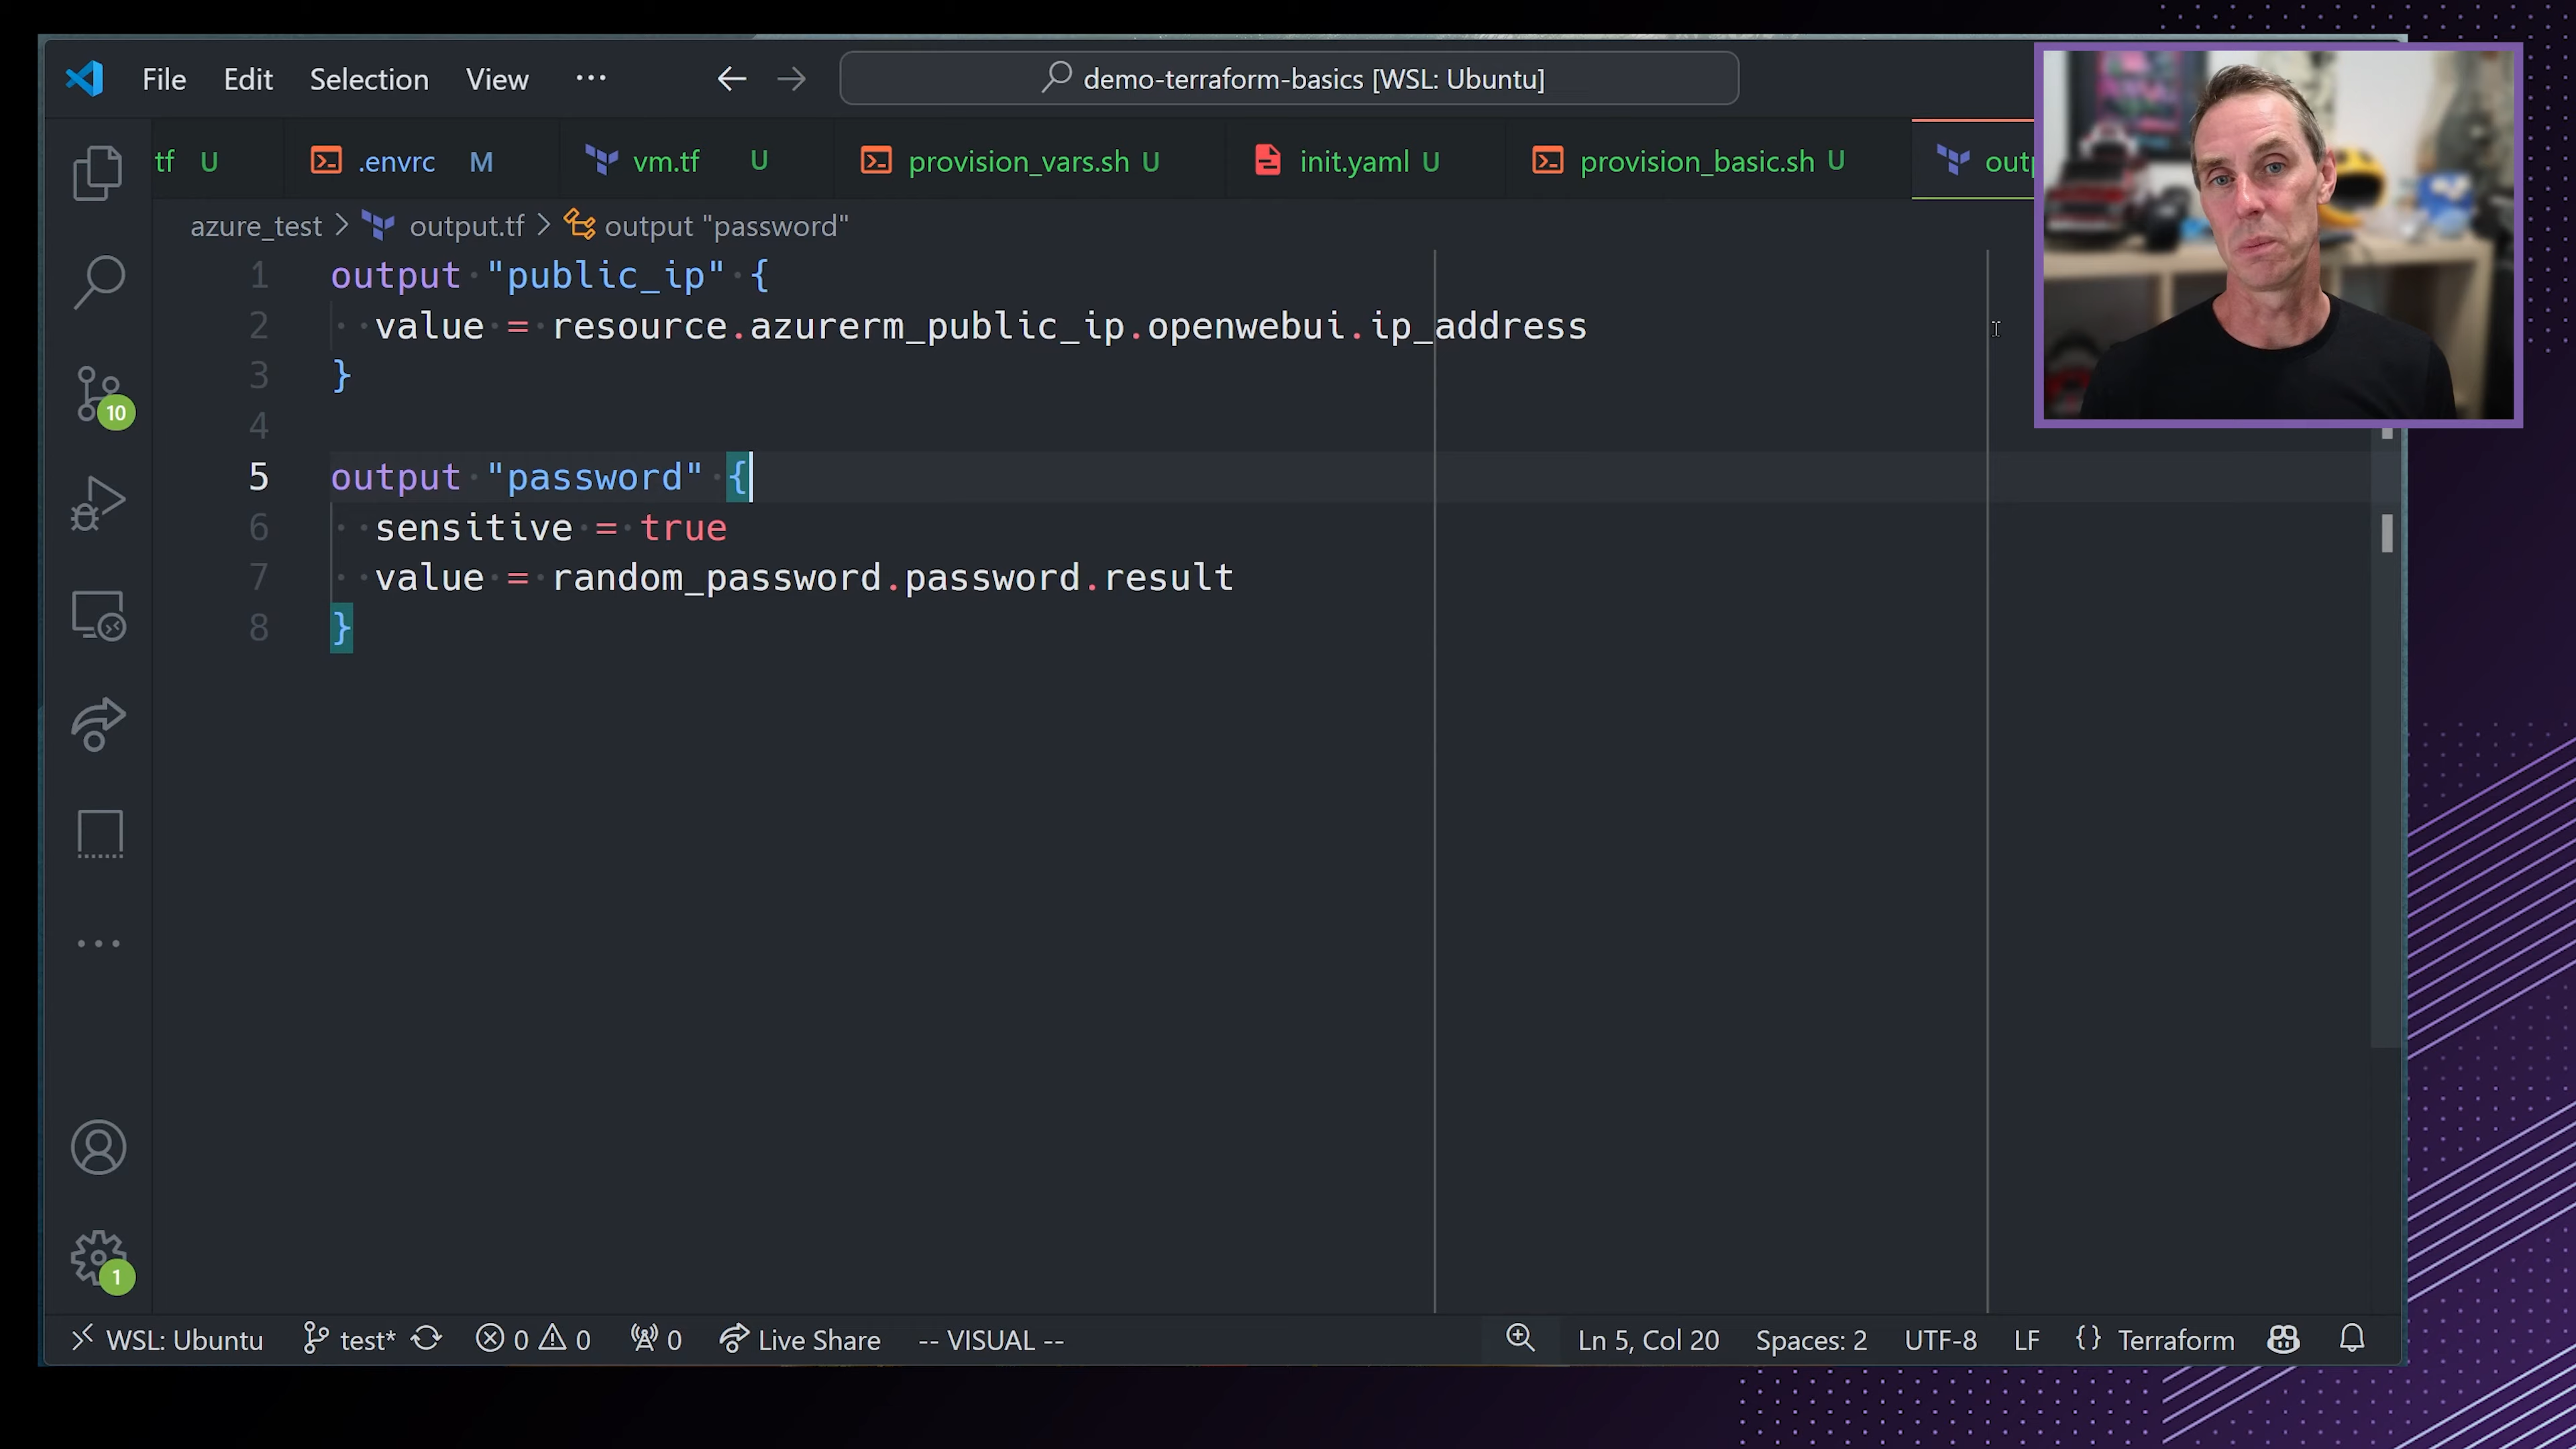 File Edit Selection View ··· demo-terraform-basics [WSL: Ubuntu]
tf U .envrc M vm.tf U provision_vars.sh U init.yaml U provision_basic.sh U
azure_test > output.tf > output "password"
1 output "public_ip" {
2 value = resource.azurerm_public_ip.openwebui.ip_address
3 }
4
5 output "password" {
6 sensitive = true
7 value = random_password.password.result
8 }
10
1
WSL: Ubuntu test* 0 0 0 Live Share -- VISUAL -- Ln 5, Col 20 Spaces: 2 UTF-8 LF {} Terraform